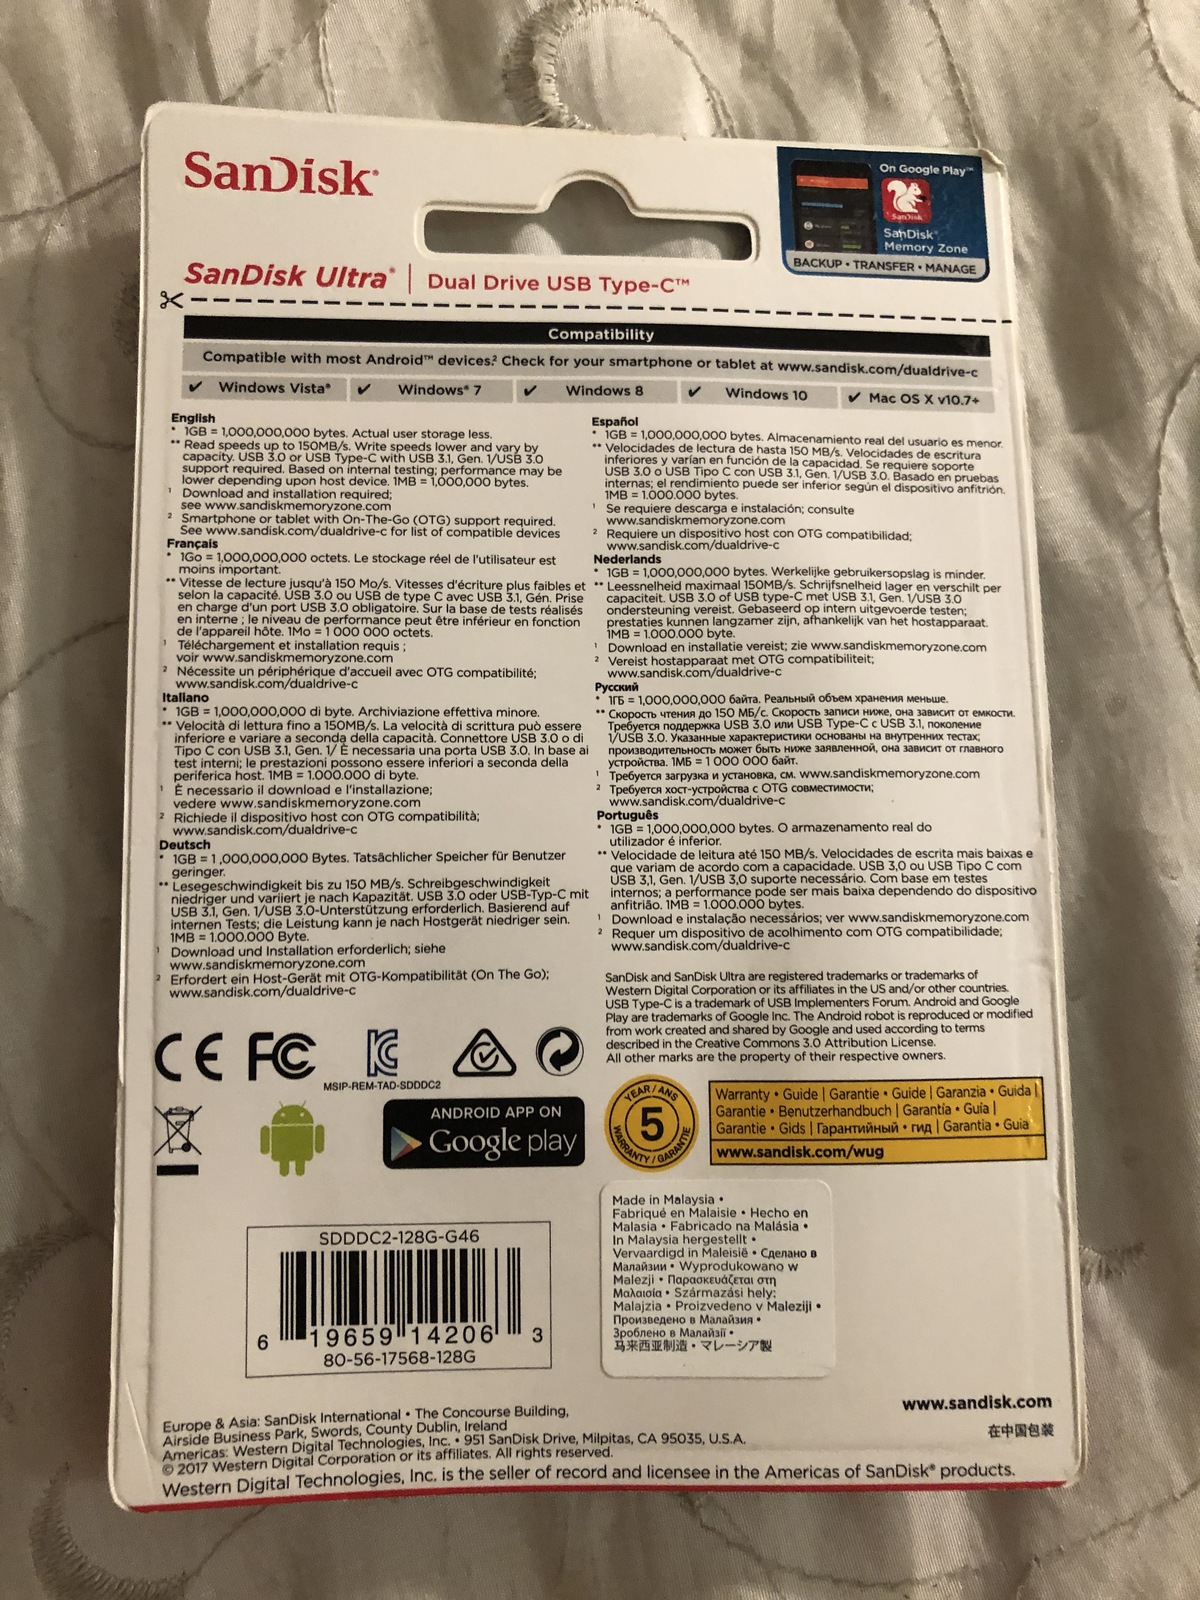 SanDisk®
On Google Play™
SanDisk
SanDisk®
Memory Zone
BACKUP • TRANSFER • MANAGE
SanDisk Ultra® | Dual Drive USB Type-C™
Compatibility
Compatible with most Android™ devices.² Check for your smartphone or tablet at www.sandisk.com/dualdrive-c
✔ Windows Vista® ✔ Windows® 7 ✔ Windows 8 ✔ Windows 10 ✔ Mac OS X v10.7+
English
* 1GB = 1,000,000,000 bytes. Actual user storage less.
** Read speeds up to 150MB/s. Write speeds lower and vary by
capacity. USB 3.0 or USB Type-C with USB 3.1, Gen. 1/USB 3.0
support required. Based on internal testing; performance may be
lower depending upon host device. 1MB = 1,000,000 bytes.
¹ Download and installation required;
see www.sandiskmemoryzone.com
² Smartphone or tablet with On-The-Go (OTG) support required.
See www.sandisk.com/dualdrive-c for list of compatible devices
Français
* 1Go = 1,000,000,000 octets. Le stockage réel de l'utilisateur est
moins important.
** Vitesse de lecture jusqu'à 150 Mo/s. Vitesses d'écriture plus faibles et
selon la capacité. USB 3.0 ou USB de type C avec USB 3.1, Gén. Prise
en charge d'un port USB 3.0 obligatoire. Sur la base de tests réalisés
en interne ; le niveau de performance peut être inférieur en fonction
de l'appareil hôte. 1Mo = 1 000 000 octets.
¹ Téléchargement et installation requis ;
voir www.sandiskmemoryzone.com
² Nécessite un périphérique d'accueil avec OTG compatibilité;
www.sandisk.com/dualdrive-c
Italiano
* 1GB = 1,000,000,000 di byte. Archiviazione effettiva minore.
** Velocità di lettura fino a 150MB/s. La velocità di scrittura può essere
inferiore e variare a seconda della capacità. Connettore USB 3.0 o di
Tipo C con USB 3.1, Gen. 1/ È necessaria una porta USB 3.0. In base ai
test interni; le prestazioni possono essere inferiori a seconda della
periferica host. 1MB = 1.000.000 di byte.
¹ È necessario il download e l'installazione;
vedere www.sandiskmemoryzone.com
² Richiede il dispositivo host con OTG compatibilità;
www.sandisk.com/dualdrive-c
Deutsch
* 1GB = 1 ,000,000,000 Bytes. Tatsächlicher Speicher für Benutzer
geringer.
** Lesegeschwindigkeit bis zu 150 MB/s. Schreibgeschwindigkeit
niedriger und variiert je nach Kapazität. USB 3.0 oder USB-Typ-C mit
USB 3.1, Gen. 1/USB 3.0-Unterstützung erforderlich. Basierend auf
internen Tests; die Leistung kann je nach Hostgerät niedriger sein.
1MB = 1.000.000 Byte.
¹ Download und Installation erforderlich; siehe
www.sandiskmemoryzone.com
² Erfordert ein Host-Gerät mit OTG-Kompatibilität (On The Go);
www.sandisk.com/dualdrive-c
Español
* 1GB = 1,000,000,000 bytes. Almacenamiento real del usuario es menor.
** Velocidades de lectura de hasta 150 MB/s. Velocidades de escritura
inferiores y varían en función de la capacidad. Se requiere soporte
USB 3.0 o USB Tipo C con USB 3.1, Gen. 1/USB 3.0. Basado en pruebas
internas; el rendimiento puede ser inferior según el dispositivo anfitrión.
1MB = 1.000.000 bytes.
¹ Se requiere descarga e instalación; consulte
www.sandiskmemoryzone.com
² Requiere un dispositivo host con OTG compatibilidad;
www.sandisk.com/dualdrive-c
Nederlands
* 1GB = 1,000,000,000 bytes. Werkelijke gebruikersopslag is minder.
** Leessnelheid maximaal 150MB/s. Schrijfsnelheid lager en verschilt per
capaciteit. USB 3.0 of USB type-C met USB 3.1, Gen. 1/USB 3.0
ondersteuning vereist. Gebaseerd op intern uitgevoerde testen;
prestaties kunnen langzamer zijn, afhankelijk van het hostapparaat.
1MB = 1.000.000 byte.
¹ Download en installatie vereist; zie www.sandiskmemoryzone.com
² Vereist hostapparaat met OTG compatibiliteit;
www.sandisk.com/dualdrive-c
Русский
* 1ГБ = 1,000,000,000 байта. Реальный объем хранения меньше.
** Скорость чтения до 150 МБ/с. Скорость записи ниже, она зависит от емкости.
Требуется поддержка USB 3.0 или USB Type-C с USB 3.1, поколение
1/USB 3.0. Указанные характеристики основаны на внутренних тестах;
производительность может быть ниже заявленной, она зависит от главного
устройства. 1МБ = 1 000 000 байт.
¹ Требуется загрузка и установка, см. www.sandiskmemoryzone.com
² Требуется хост-устройства с OTG совместимости;
www.sandisk.com/dualdrive-c
Português
* 1GB = 1,000,000,000 bytes. O armazenamento real do
utilizador é inferior.
** Velocidade de leitura até 150 MB/s. Velocidades de escrita mais baixas e
que variam de acordo com a capacidade. USB 3,0 ou USB Tipo C com
USB 3,1, Gen. 1/USB 3,0 suporte necessário. Com base em testes
internos; a performance pode ser mais baixa dependendo do dispositivo
anfitrião. 1MB = 1.000.000 bytes.
¹ Download e instalação necessários; ver www.sandiskmemoryzone.com
² Requer um dispositivo de acolhimento com OTG compatibilidade;
www.sandisk.com/dualdrive-c
SanDisk and SanDisk Ultra are registered trademarks or trademarks of
Western Digital Corporation or its affiliates in the US and/or other countries.
USB Type-C is a trademark of USB Implementers Forum. Android and Google
Play are trademarks of Google Inc. The Android robot is reproduced or modified
from work created and shared by Google and used according to terms
described in the Creative Commons 3.0 Attribution License.
All other marks are the property of their respective owners.
CE FC
MSIP-REM-TAD-SDDDC2
ANDROID APP ON
Google play
YEAR / ANS
5
WARRANTY / GARANTIE
Warranty • Guide | Garantie • Guide | Garanzia • Guida |
Garantie • Benutzerhandbuch | Garantía • Guía |
Garantie • Gids | Гарантийный • гид | Garantia • Guia
www.sandisk.com/wug
Made in Malaysia •
Fabriqué en Malaisie • Hecho en
Malasia • Fabricado na Malásia •
In Malaysia hergestellt •
Vervaardigd in Maleisië • Сделано в
Малайзии • Wyprodukowano w
Malezji • Παρασκευάζεται στη
Μαλαισία • Származási hely:
Malajzia • Proizvedeno v Maleziji •
Произведено в Малайзия •
Зроблено в Малайзії •
马来西亚制造 • マレーシア製
SDDDC2-128G-G46
6 19659 14206 3
80-56-17568-128G
www.sandisk.com
在中国包装
Europe & Asia: SanDisk International • The Concourse Building,
Airside Business Park, Swords, County Dublin, Ireland
Americas: Western Digital Technologies, Inc. • 951 SanDisk Drive, Milpitas, CA 95035, U.S.A.
© 2017 Western Digital Corporation or its affiliates. All rights reserved.
Western Digital Technologies, Inc. is the seller of record and licensee in the Americas of SanDisk® products.